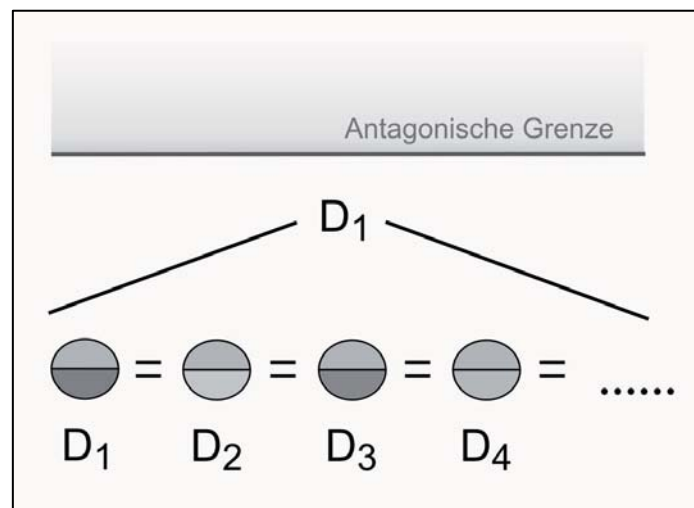 Antagonische Grenze
D₁
= = = = ......
D₁ D₂ D₃ D₄